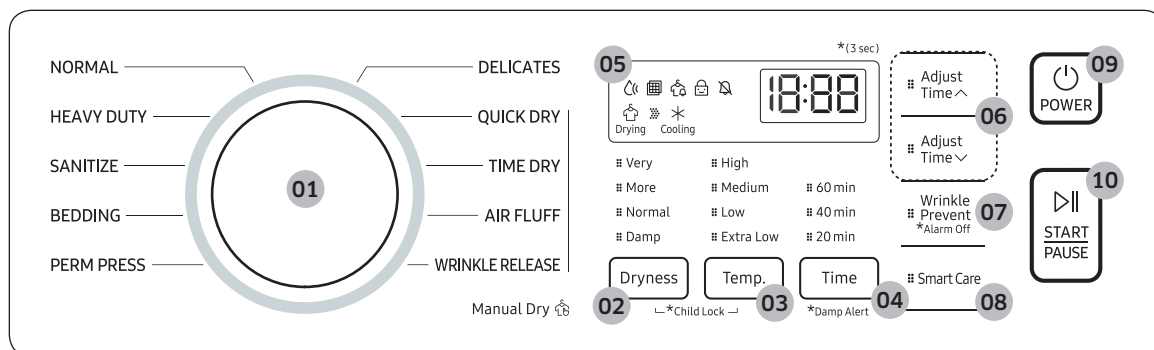 NORMAL
HEAVY DUTY
SANITIZE
BEDDING
PERM PRESS
01
DELICATES
QUICK DRY
TIME DRY
AIR FLUFF
WRINKLE RELEASE
Manual Dry
*(3 sec)
05
18:88
Drying Cooling
Very
More
Normal
Damp
High
Medium
Low
Extra Low
60 min
40 min
20 min
Dryness
02
Temp.
03
*Child Lock
Time
04
*Damp Alert
Adjust
Time
06
Adjust
Time
Wrinkle
Prevent
*Alarm Off
07
Smart Care
08
09
POWER
10
START
PAUSE